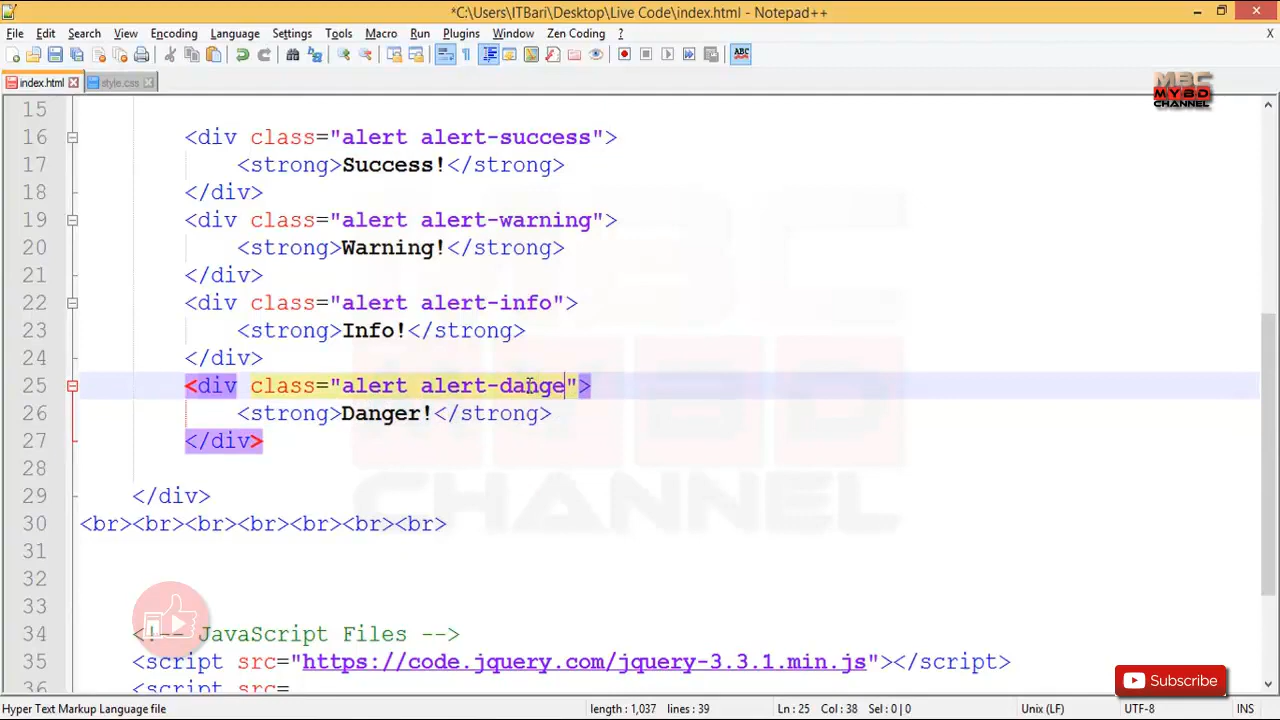 *C:\Users\ITBari\Desktop\Live Code\index.html - Notepad++
File Edit Search View Encoding Language Settings Tools Macro Run Plugins Window Zen Coding ? X
index.html style.css
MBC
MYBD
CHANNEL
15
16 <div class="alert alert-success">
17 <strong>Success!</strong>
18 </div>
19 <div class="alert alert-warning">
20 <strong>Warning!</strong>
21 </div>
22 <div class="alert alert-info">
23 <strong>Info!</strong>
24 </div>
25 <div class="alert alert-dange">
26 <strong>Danger!</strong>
27 </div>
28
29 </div>
30 <br><br><br><br><br><br><br>
31
32
33
34 <!-- JavaScript Files -->
35 <script src="https://code.jquery.com/jquery-3.3.1.min.js"></script>
36 <script src=
MBC
MYBD
CHANNEL
Subscribe
Hyper Text Markup Language file length : 1,037 lines : 39 Ln : 25 Col : 38 Sel : 0 | 0 Unix (LF) UTF-8 INS